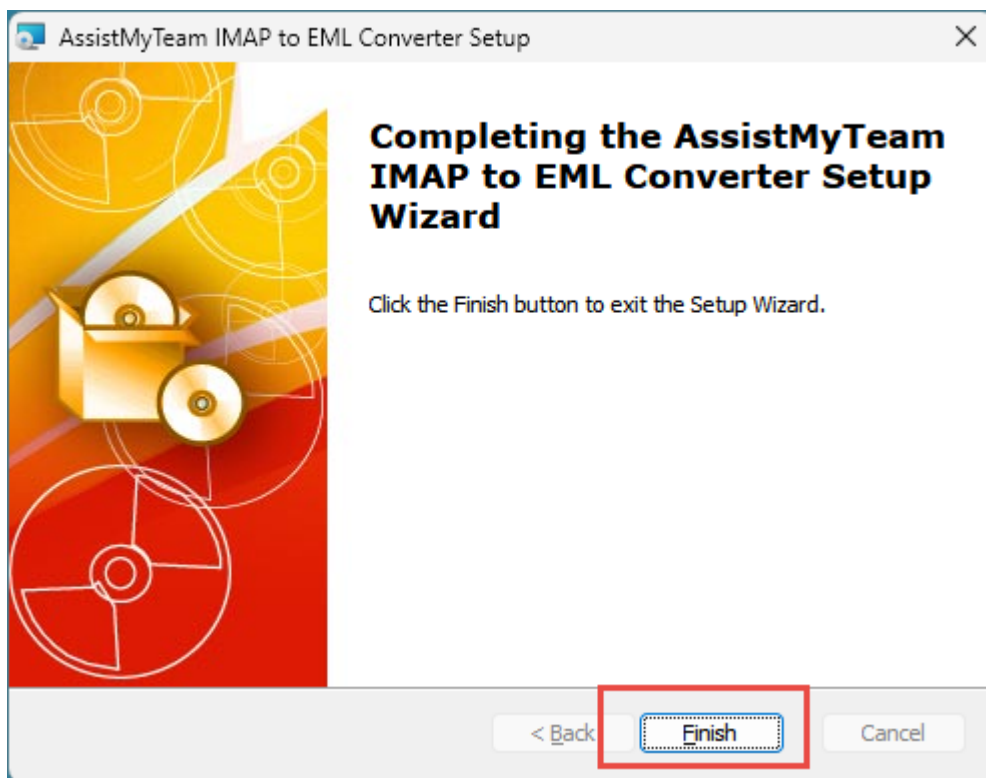 AssistMyTeam IMAP to EML Converter Setup
Completing the AssistMyTeam
IMAP to EML Converter Setup
Wizard
Click the Finish button to exit the Setup Wizard.
< Back
Finish
Cancel